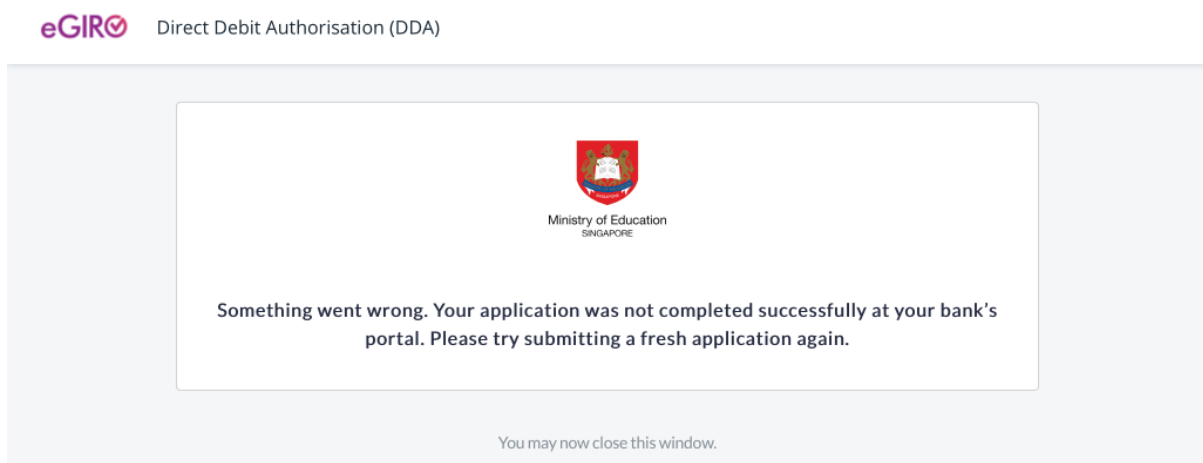 eGIRO
Direct Debit Authorisation (DDA)
Ministry of Education
SINGAPORE
Something went wrong. Your application was not completed successfully at your bank’s
portal. Please try submitting a fresh application again.
You may now close this window.